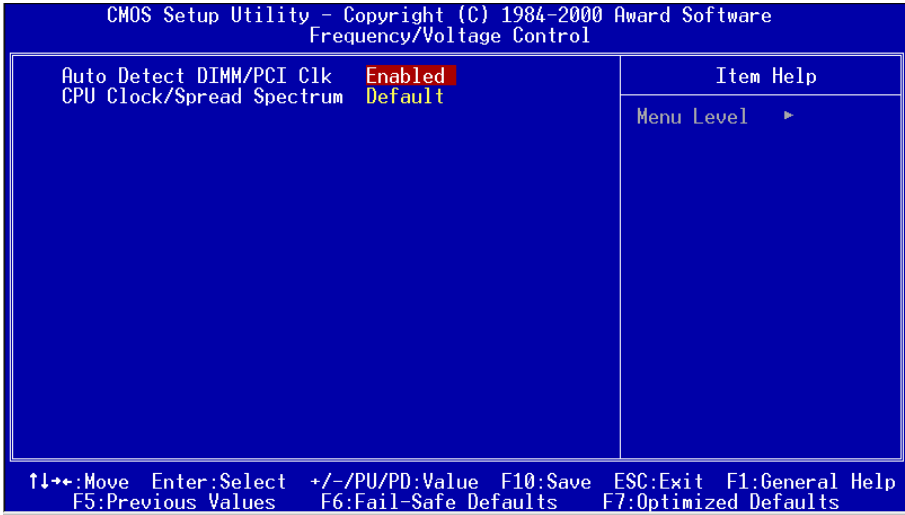 CMOS Setup Utility - Copyright (C) 1984-2000 Award Software
Frequency/Voltage Control
Auto Detect DIMM/PCI Clk Enabled
CPU Clock/Spread Spectrum Default
Item Help
Menu Level ►
↑↓→←:Move Enter:Select +/-/PU/PD:Value F10:Save ESC:Exit F1:General Help
F5:Previous Values F6:Fail-Safe Defaults F7:Optimized Defaults